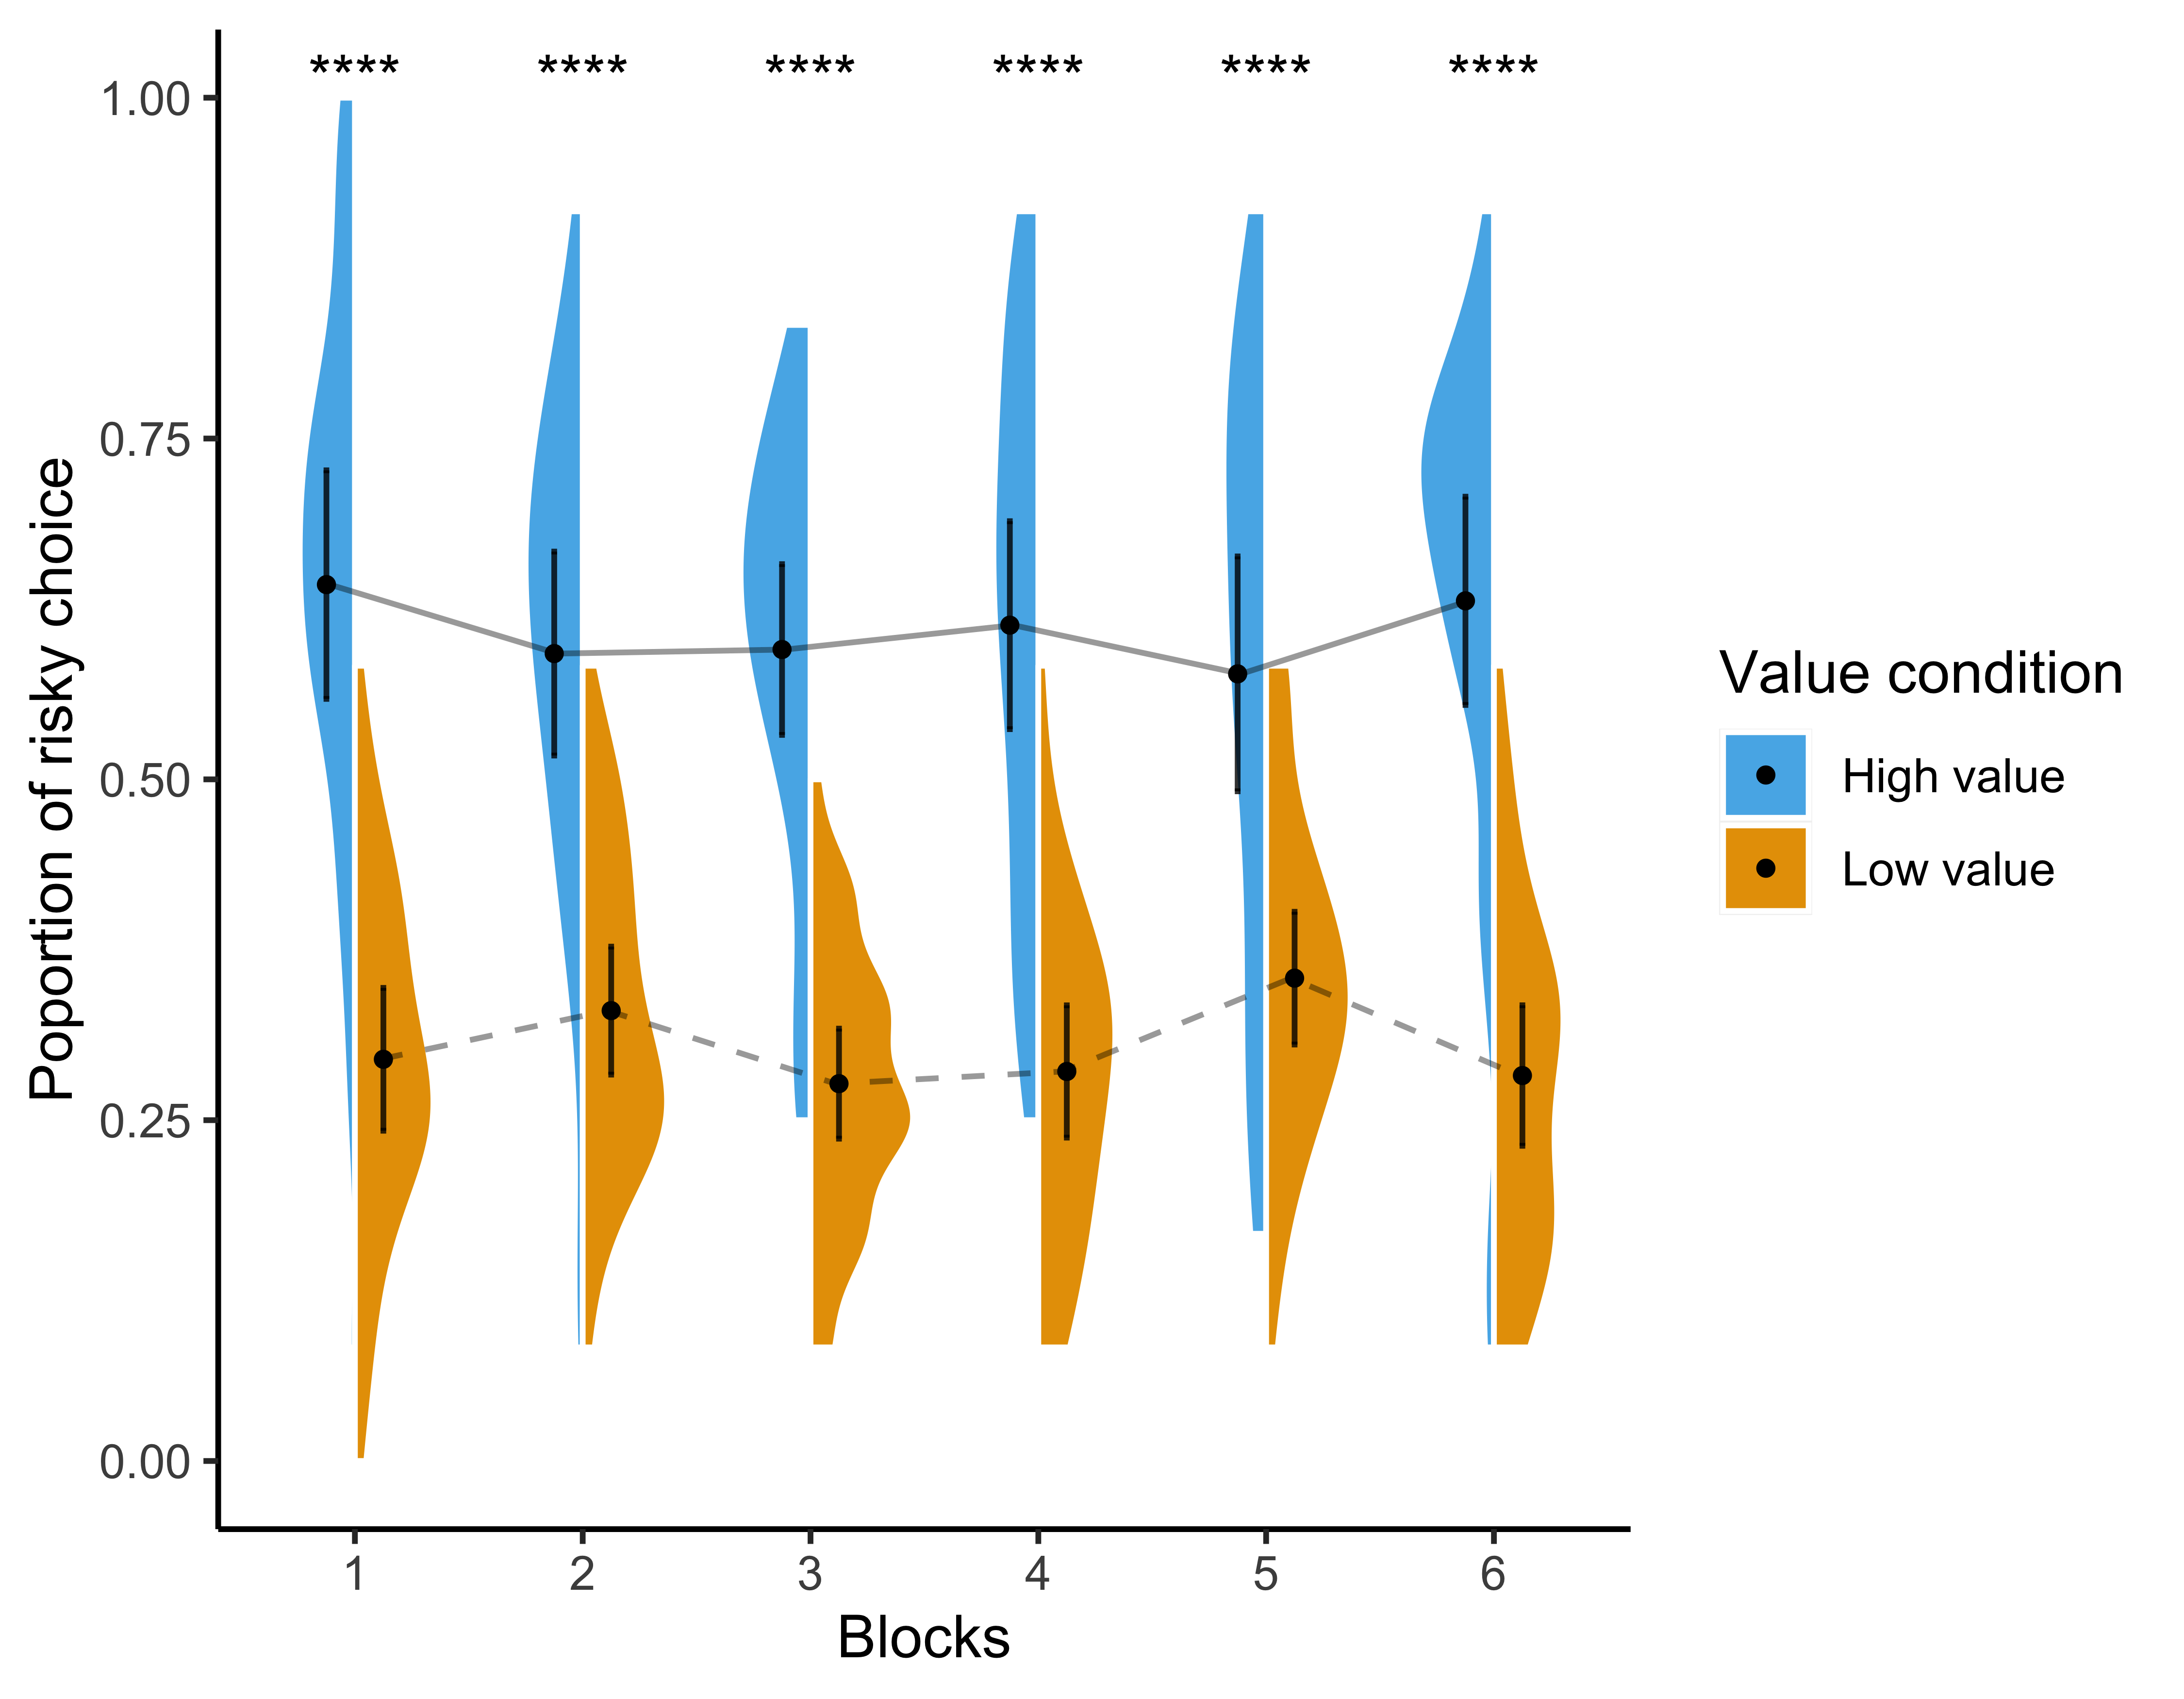 **** **** **** **** **** ****
1.00
0.75
0.50
0.25
0.00
Poportion of risky choice
1 2 3 4 5 6
Blocks
Value condition
High value
Low value